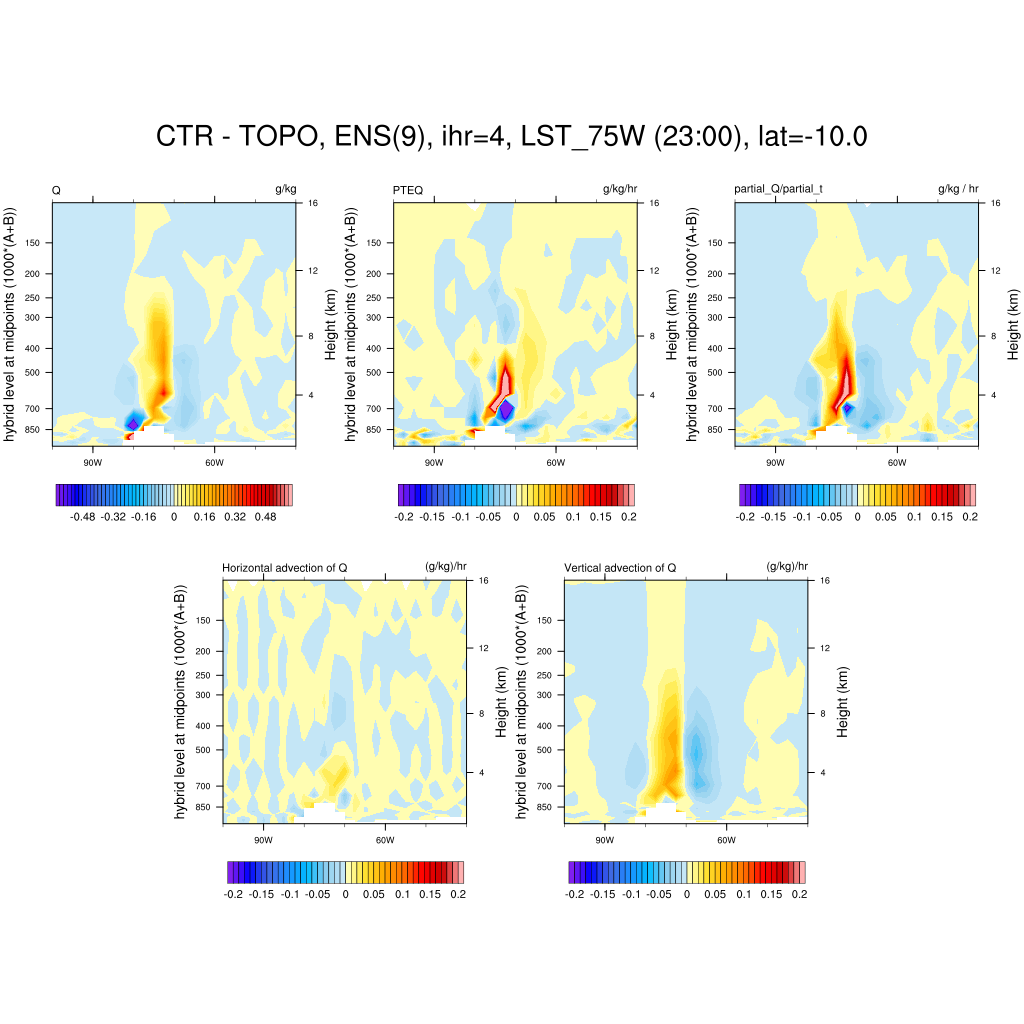 CTR - TOPO, ENS(9), ihr=4, LST_75W (23:00), lat=-10.0
Q g/kg
hybrid level at midpoints (1000*(A+B))
150
200
250
300
400
500
700
850
16
12
8
4
Height (km)
90W 60W
-0.48 -0.32 -0.16 0 0.16 0.32 0.48
PTEQ g/kg/hr
hybrid level at midpoints (1000*(A+B))
150
200
250
300
400
500
700
850
16
12
8
4
Height (km)
90W 60W
-0.2 -0.15 -0.1 -0.05 0 0.05 0.1 0.15 0.2
partial_Q/partial_t g/kg / hr
hybrid level at midpoints (1000*(A+B))
150
200
250
300
400
500
700
850
16
12
8
4
Height (km)
90W 60W
-0.2 -0.15 -0.1 -0.05 0 0.05 0.1 0.15 0.2
Horizontal advection of Q (g/kg)/hr
hybrid level at midpoints (1000*(A+B))
150
200
250
300
400
500
700
850
16
12
8
4
Height (km)
90W 60W
-0.2 -0.15 -0.1 -0.05 0 0.05 0.1 0.15 0.2
Vertical advection of Q (g/kg)/hr
hybrid level at midpoints (1000*(A+B))
150
200
250
300
400
500
700
850
16
12
8
4
Height (km)
90W 60W
-0.2 -0.15 -0.1 -0.05 0 0.05 0.1 0.15 0.2